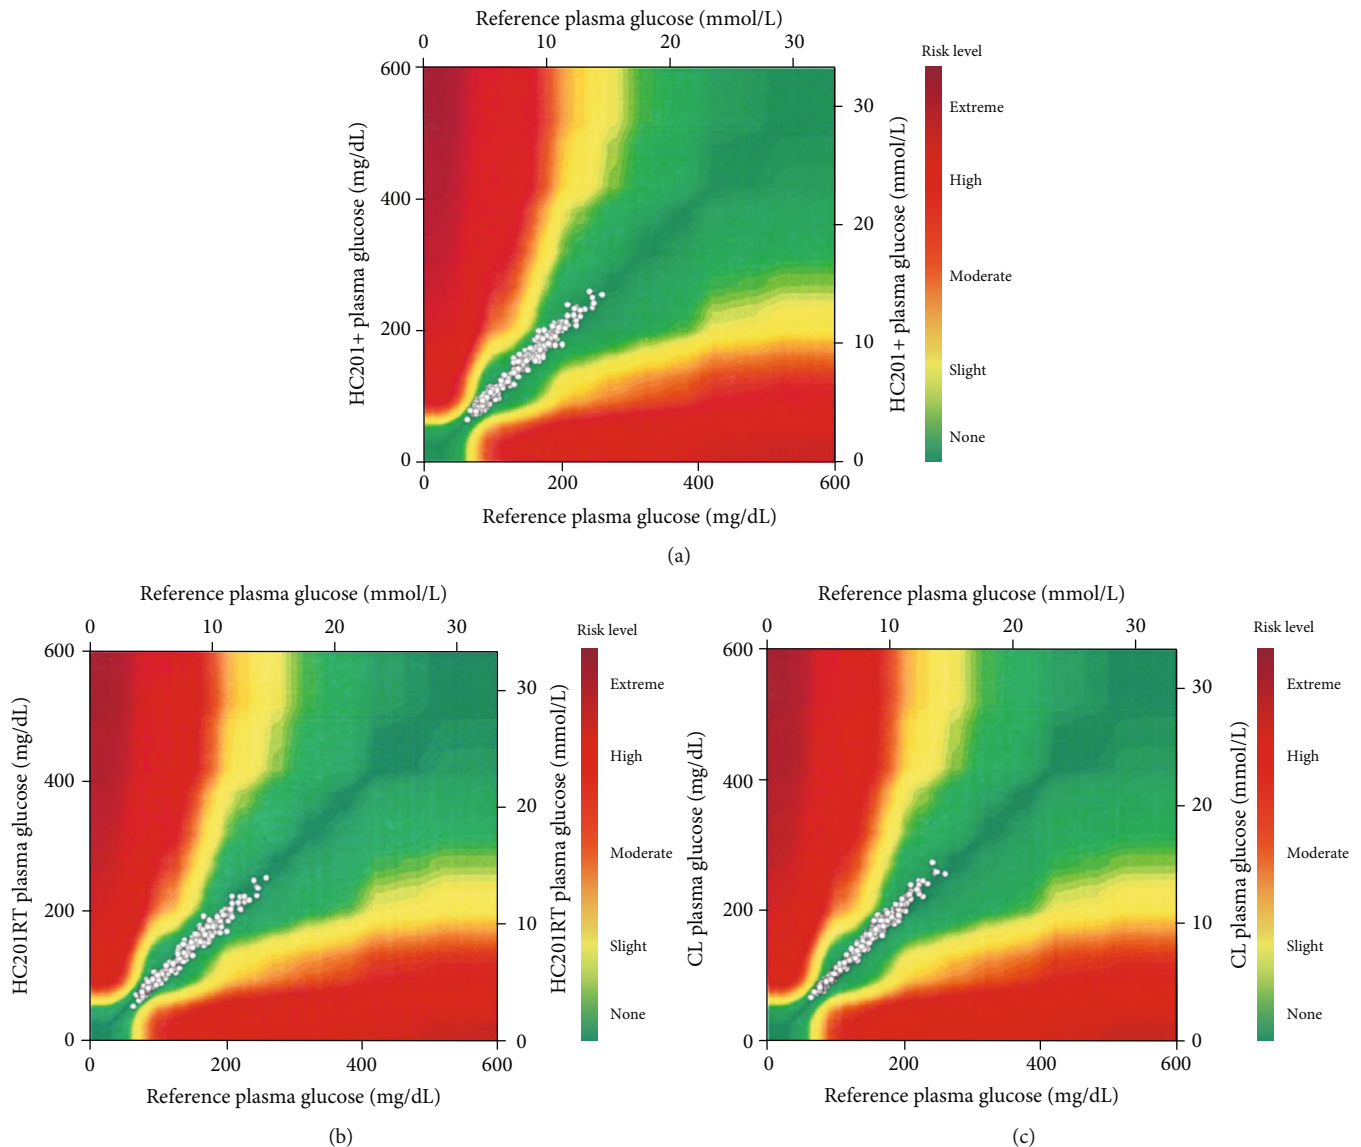 Reference plasma glucose (mmol/L)
0 10 20 30
Risk level
600
400
200
0
HC201+ plasma glucose (mg/dL)
30
20
10
0
HC201+ plasma glucose (mmol/L)
Extreme
High
Moderate
Slight
None
0 200 400 600
Reference plasma glucose (mg/dL)
(a)
Reference plasma glucose (mmol/L)
0 10 20 30
Risk level
600
400
200
0
HC201RT plasma glucose (mg/dL)
30
20
10
0
HC201RT plasma glucose (mmol/L)
Extreme
High
Moderate
Slight
None
0 200 400 600
Reference plasma glucose (mg/dL)
(b)
Reference plasma glucose (mmol/L)
0 10 20 30
Risk level
600
400
200
0
CL plasma glucose (mg/dL)
30
20
10
0
CL plasma glucose (mmol/L)
Extreme
High
Moderate
Slight
None
0 200 400 600
Reference plasma glucose (mg/dL)
(c)